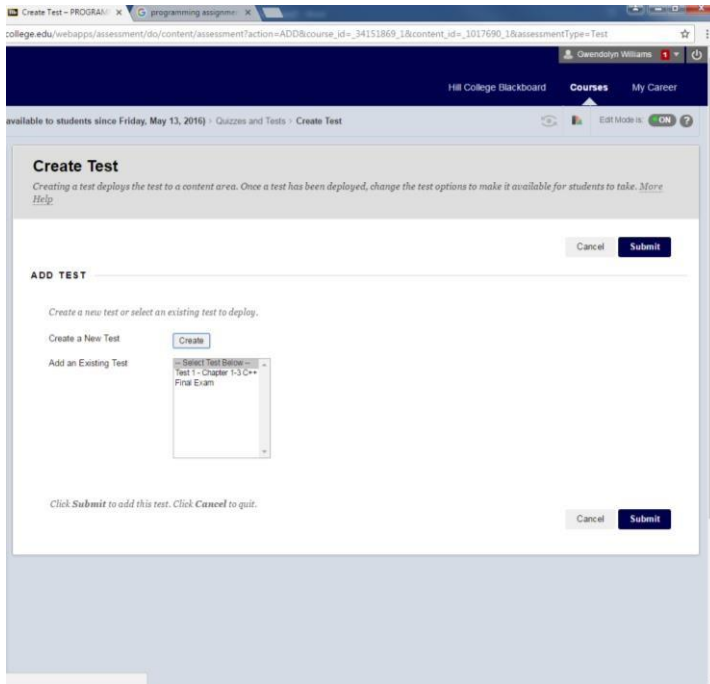 Create Test – PROGRAM
programming assignme
college.edu/webapps/assessment/do/content/assessment?action=ADD&course_id=_34151869_1&content_id=_1017690_1&assessmentType=Test
Gwendolyn Williams 1
Hill College Blackboard Courses My Career
available to students since Friday, May 13, 2016) Quizzes and Tests Create Test Edit Mode is: ON ?
Create Test
Creating a test deploys the test to a content area. Once a test has been deployed, change the test options to make it available for students to take. More
Help
Cancel Submit
ADD TEST
Create a new test or select an existing test to deploy.
Create a New Test Create
Add an Existing Test -- Select Test Below --
Test 1 - Chapter 1-3 C++
Final Exam
Click Submit to add this test. Click Cancel to quit.
Cancel Submit